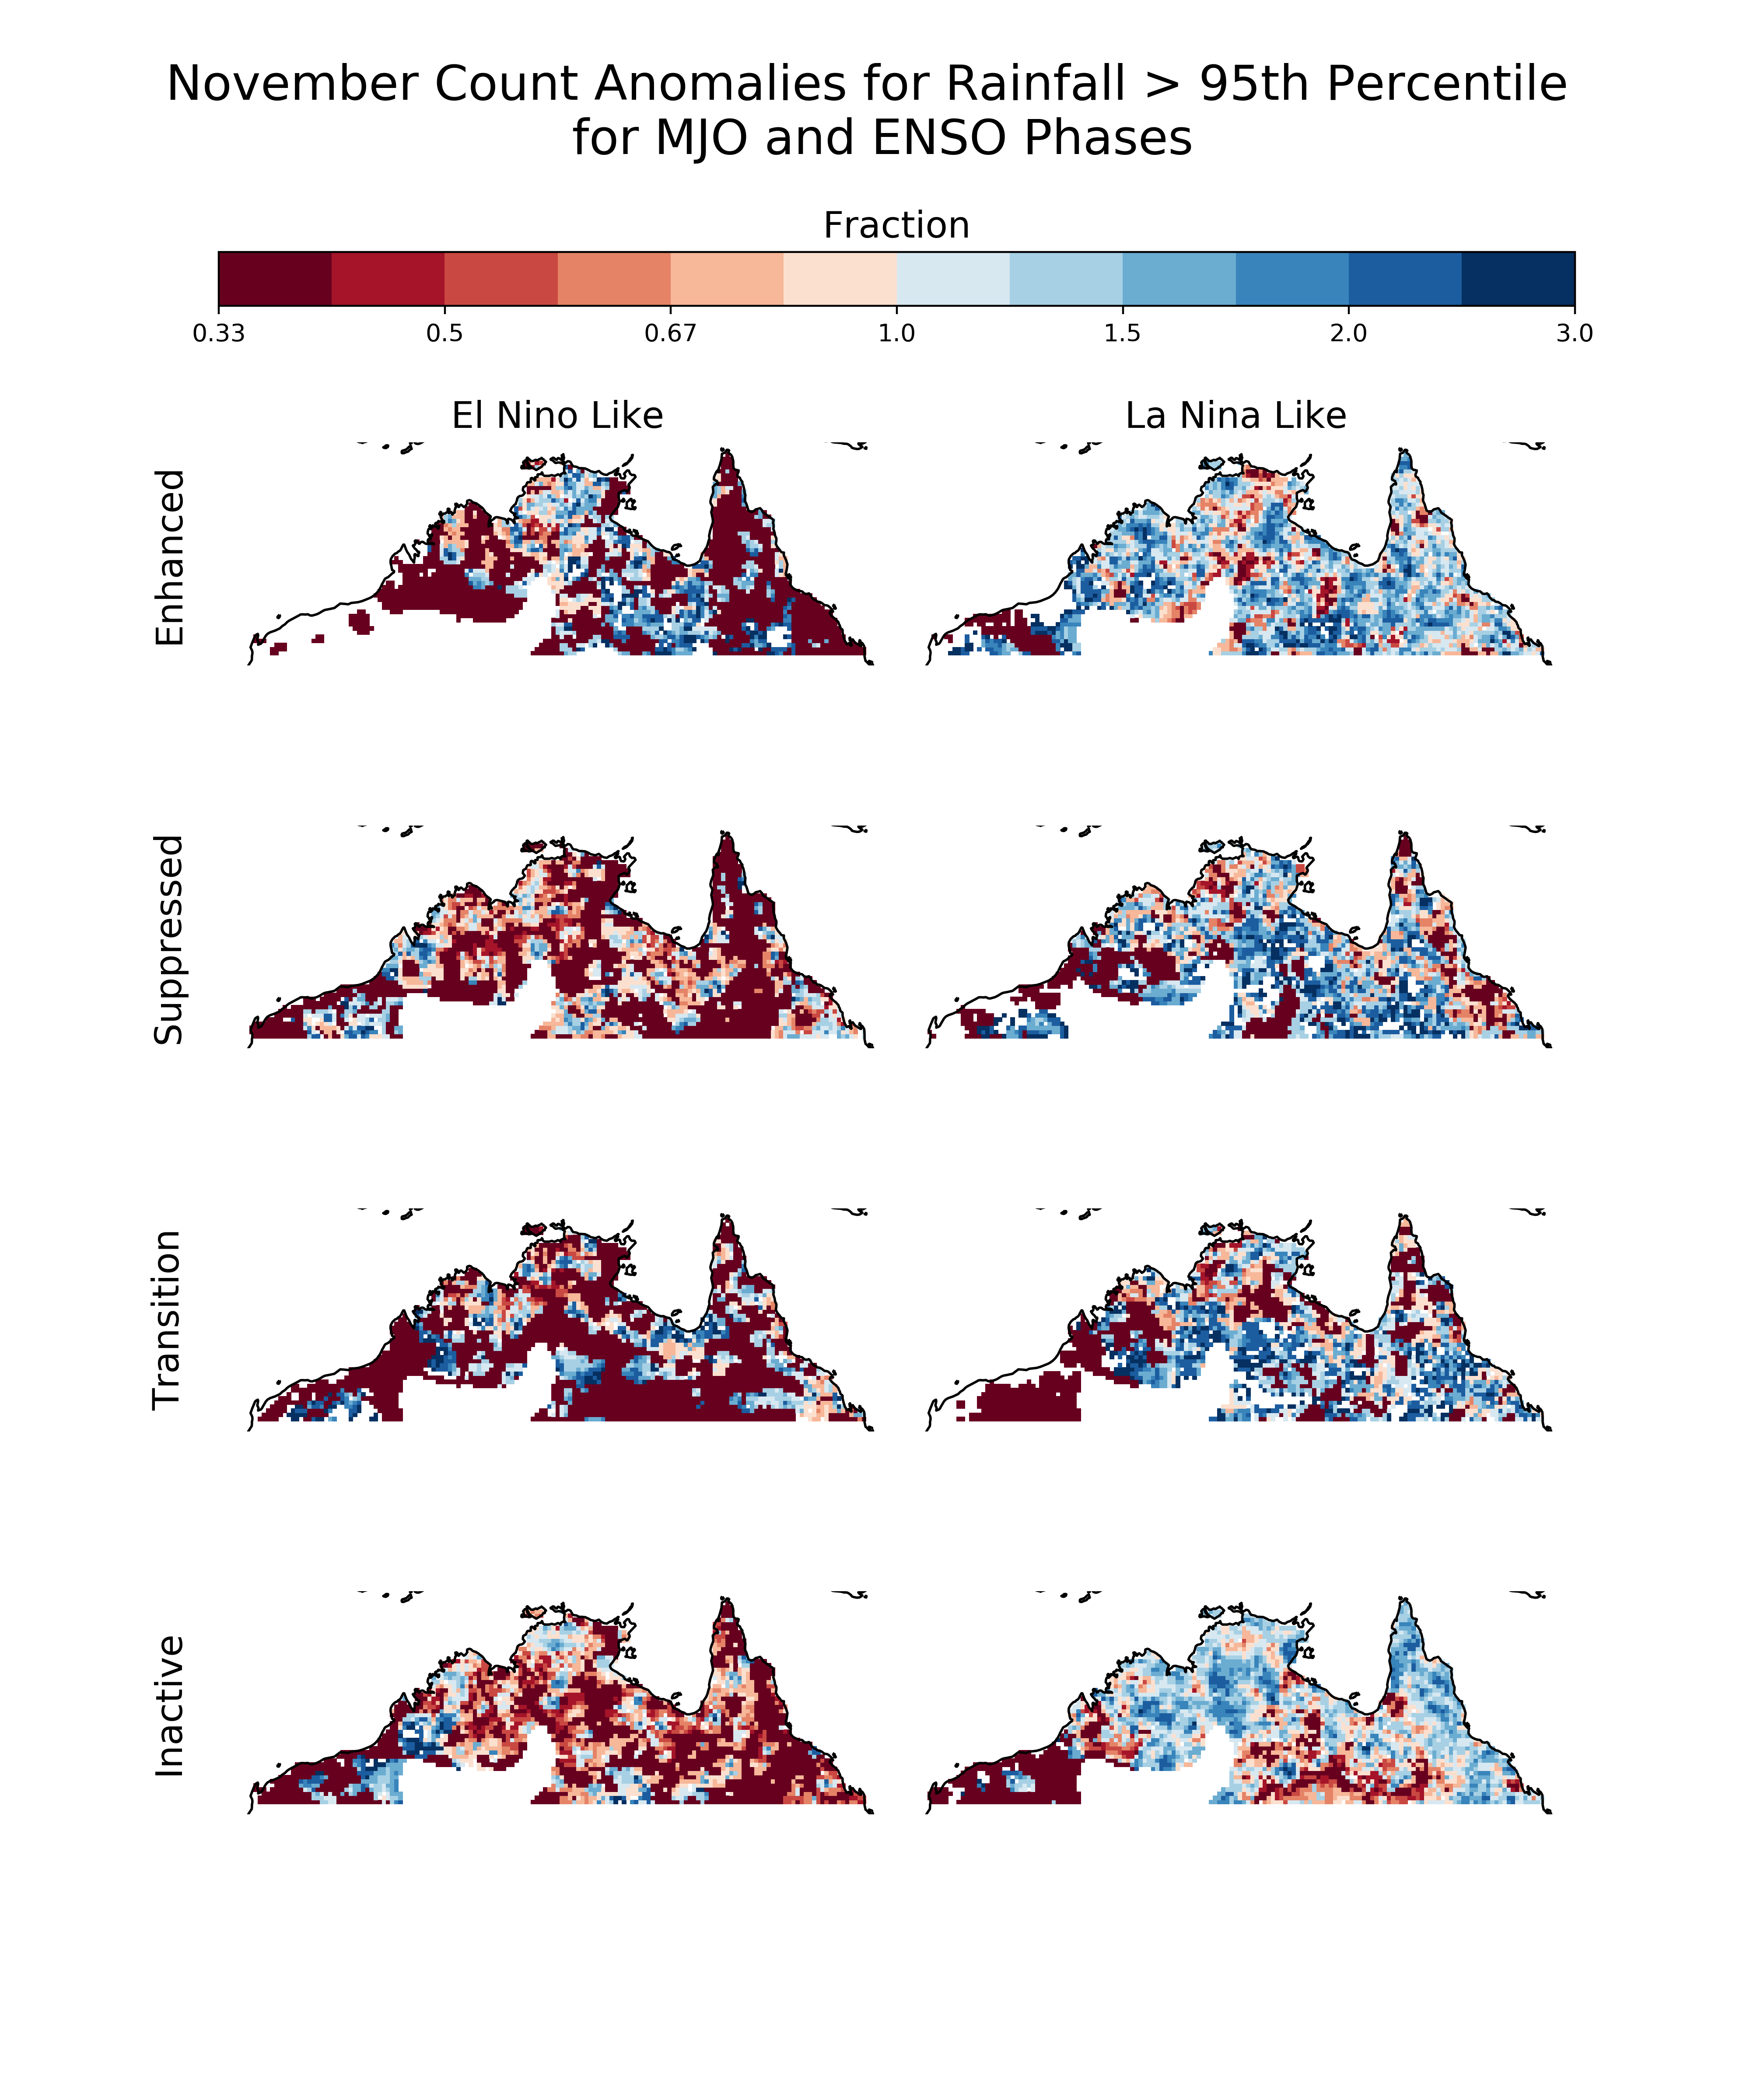 November Count Anomalies for Rainfall > 95th Percentile
for MJO and ENSO Phases
Fraction
0.33 0.5 0.67 1.0 1.5 2.0 3.0
El Nino Like La Nina Like
Enhanced
Suppressed
Transition
Inactive